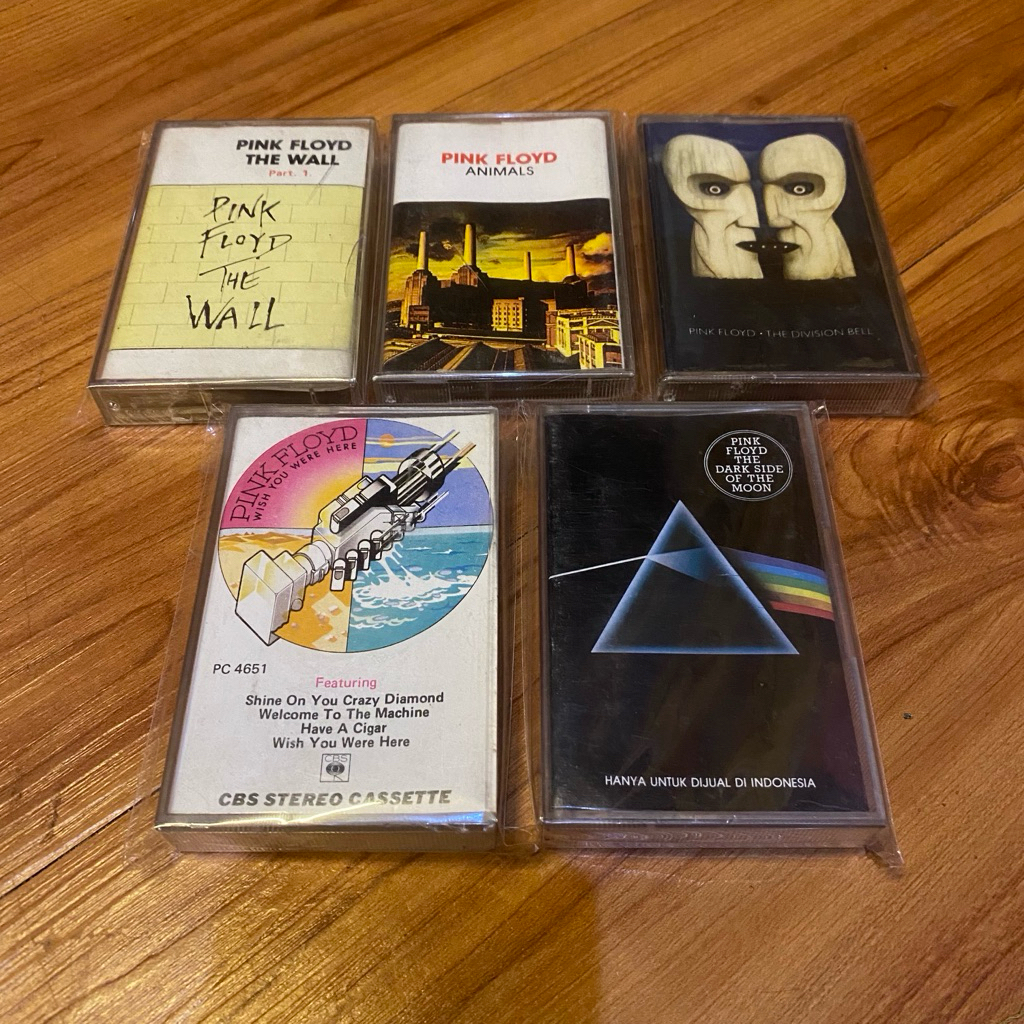 PINK FLOYD
THE WALL
Part. 1.
PINK
FLOYD
THE
WALL
PINK FLOYD
ANIMALS
PINK FLOYD • THE DIVISION BELL
PINK FLOYD
WISH YOU WERE HERE
PC 4651
Featuring
Shine On You Crazy Diamond
Welcome To The Machine
Have A Cigar
Wish You Were Here
CBS
CBS STEREO CASSETTE
PINK
FLOYD
THE
DARK SIDE
OF THE
MOON
HANYA UNTUK DIJUAL DI INDONESIA